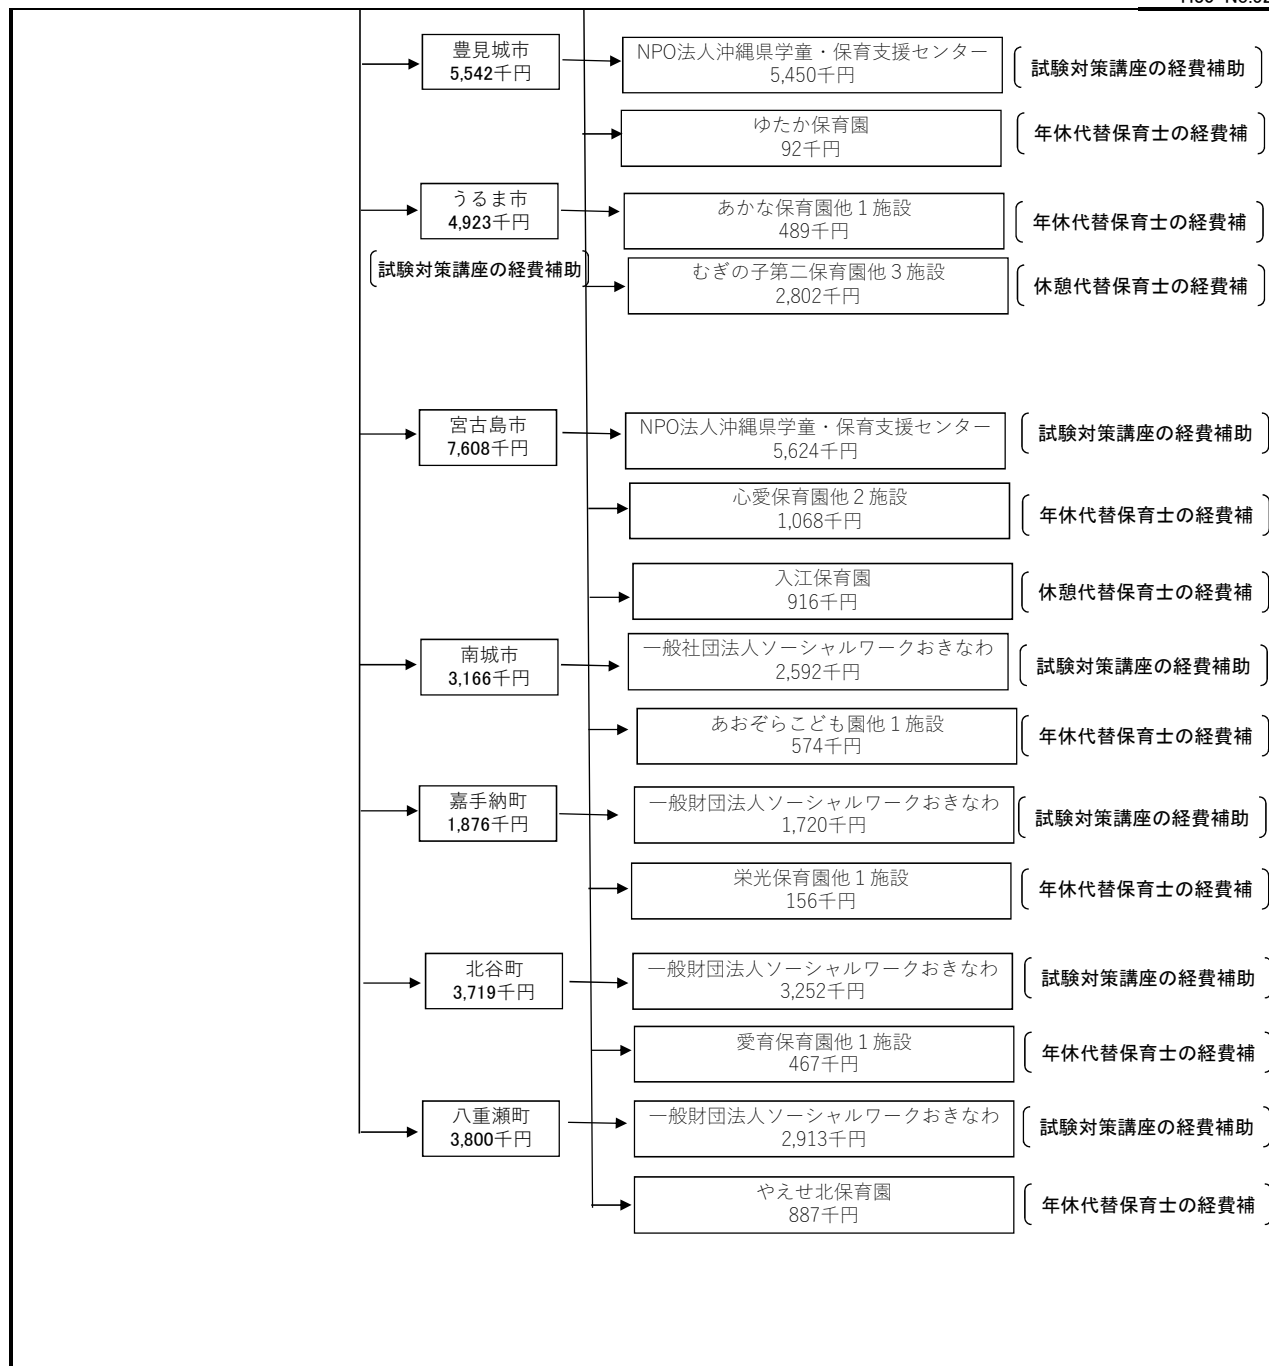 豊見城市
5,542千円
NPO法人沖縄県学童・保育支援センター
5,450千円
試験対策講座の経費補助
ゆたか保育園
92千円
年休代替保育士の経費補
うるま市
4,923千円
あかな保育園他１施設
489千円
年休代替保育士の経費補
試験対策講座の経費補助
むぎの子第二保育園他３施設
2,802千円
休憩代替保育士の経費補
宮古島市
7,608千円
NPO法人沖縄県学童・保育支援センター
5,624千円
試験対策講座の経費補助
心愛保育園他２施設
1,068千円
年休代替保育士の経費補
入江保育園
916千円
休憩代替保育士の経費補
南城市
3,166千円
一般社団法人ソーシャルワークおきなわ
2,592千円
試験対策講座の経費補助
あおぞらこども園他１施設
574千円
年休代替保育士の経費補
嘉手納町
1,876千円
一般財団法人ソーシャルワークおきなわ
1,720千円
試験対策講座の経費補助
栄光保育園他１施設
156千円
年休代替保育士の経費補
北谷町
3,719千円
一般財団法人ソーシャルワークおきなわ
3,252千円
試験対策講座の経費補助
愛育保育園他１施設
467千円
年休代替保育士の経費補
八重瀬町
3,800千円
一般財団法人ソーシャルワークおきなわ
2,913千円
試験対策講座の経費補助
やえせ北保育園
887千円
年休代替保育士の経費補